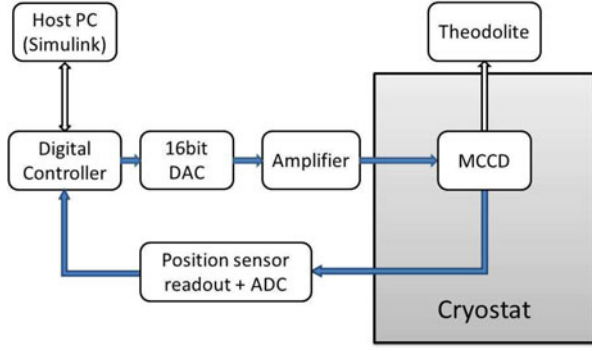 Host PC
(Simulink)
Theodolite
Digital
Controller
16bit
DAC
Amplifier
MCCD
Position sensor
readout + ADC
Cryostat